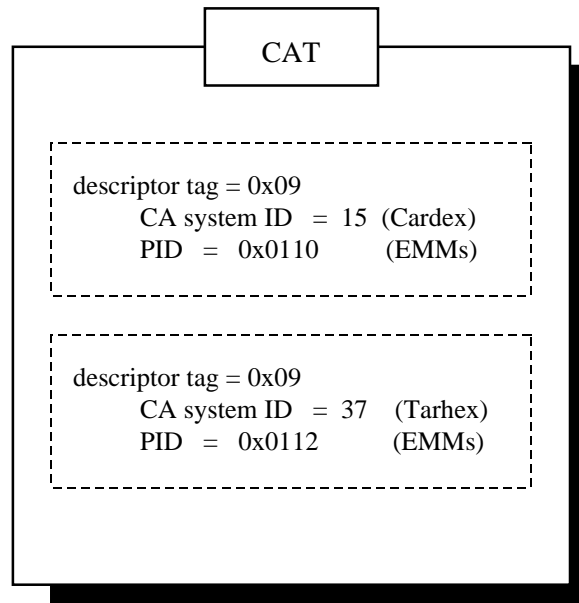 CAT
descriptor tag = 0x09
CA system ID = 15 (Cardex)
PID = 0x0110 (EMMs)
descriptor tag = 0x09
CA system ID = 37 (Tarhex)
PID = 0x0112 (EMMs)